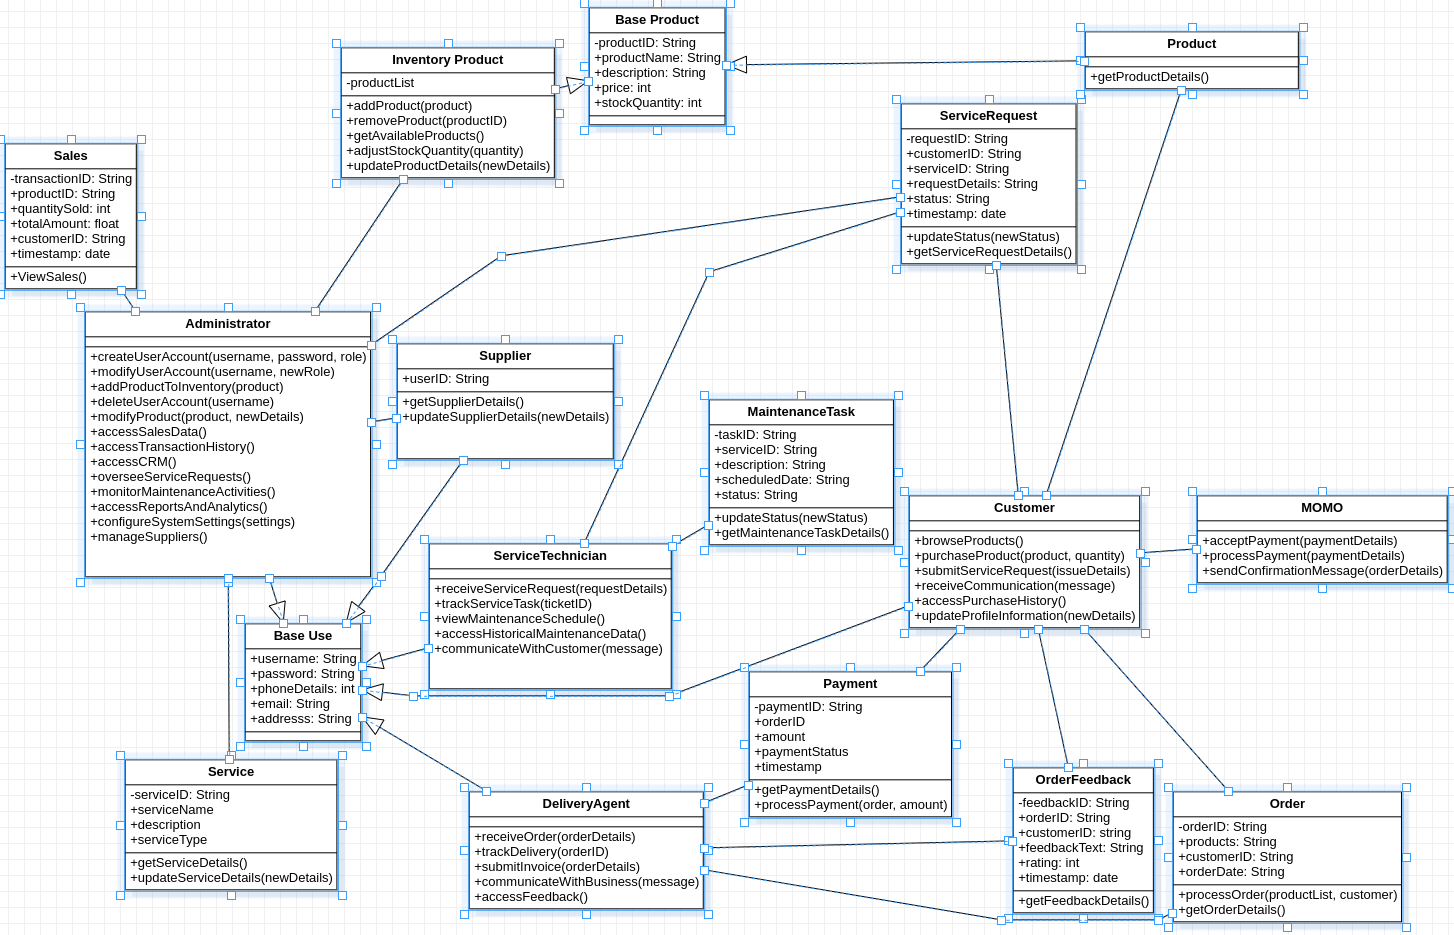 Base Product
-productID: String
+productName: String
+description: String
+price: int
+stockQuantity: int
Inventory Product
-productList
+addProduct(product)
+removeProduct(productID)
+getAvailableProducts()
+adjustStockQuantity(quantity)
+updateProductDetails(newDetails)
Product
+getProductDetails()
ServiceRequest
-requestID: String
+customerID: String
+serviceID: String
+requestDetails: String
+status: String
+timestamp: date
+updateStatus(newStatus)
+getServiceRequestDetails()
Sales
-transactionID: String
+productID: String
+quantitySold: int
+totalAmount: float
+customerID: String
+timestamp: date
+ViewSales()
Administrator
+createUserAccount(username, password, role)
+modifyUserAccount(username, newRole)
+addProductToInventory(product)
+deleteUserAccount(username)
+modifyProduct(product, newDetails)
+accessSalesData()
+accessTransactionHistory()
+accessCRM()
+overseeServiceRequests()
+monitorMaintenanceActivities()
+accessReportsAndAnalytics()
+configureSystemSettings(settings)
+manageSuppliers()
Supplier
+userID: String
+getSupplierDetails()
+updateSupplierDetails(newDetails)
MaintenanceTask
-taskID: String
+serviceID: String
+description: String
+scheduledDate: String
+status: String
+updateStatus(newStatus)
+getMaintenanceTaskDetails()
Customer
+browseProducts()
+purchaseProduct(product, quantity)
+submitServiceRequest(issueDetails)
+receiveCommunication(message)
+accessPurchaseHistory()
+updateProfileInformation(newDetails)
MOMO
+acceptPayment(paymentDetails)
+processPayment(paymentDetails)
+sendConfirmationMessage(orderDetails)
ServiceTechnician
+receiveServiceRequest(requestDetails)
+trackServiceTask(ticketID)
+viewMaintenanceSchedule()
+accessHistoricalMaintenanceData()
+communicateWithCustomer(message)
Base Use
+username: String
+password: String
+phoneDetails: int
+email: String
+addresss: String
Payment
-paymentID: String
+orderID
+amount
+paymentStatus
+timestamp
+getPaymentDetails()
+processPayment(order, amount)
Service
-serviceID: String
+serviceName
+description
+serviceType
+getServiceDetails()
+updateServiceDetails(newDetails)
DeliveryAgent
+receiveOrder(orderDetails)
+trackDelivery(orderID)
+submitInvoice(orderDetails)
+communicateWithBusiness(message)
+accessFeedback()
OrderFeedback
-feedbackID: String
+orderID: String
+customerID: string
+feedbackText: String
+rating: int
+timestamp: date
+getFeedbackDetails()
Order
-orderID: String
+products: String
+customerID: String
+orderDate: String
+processOrder(productList, customer)
+getOrderDetails()